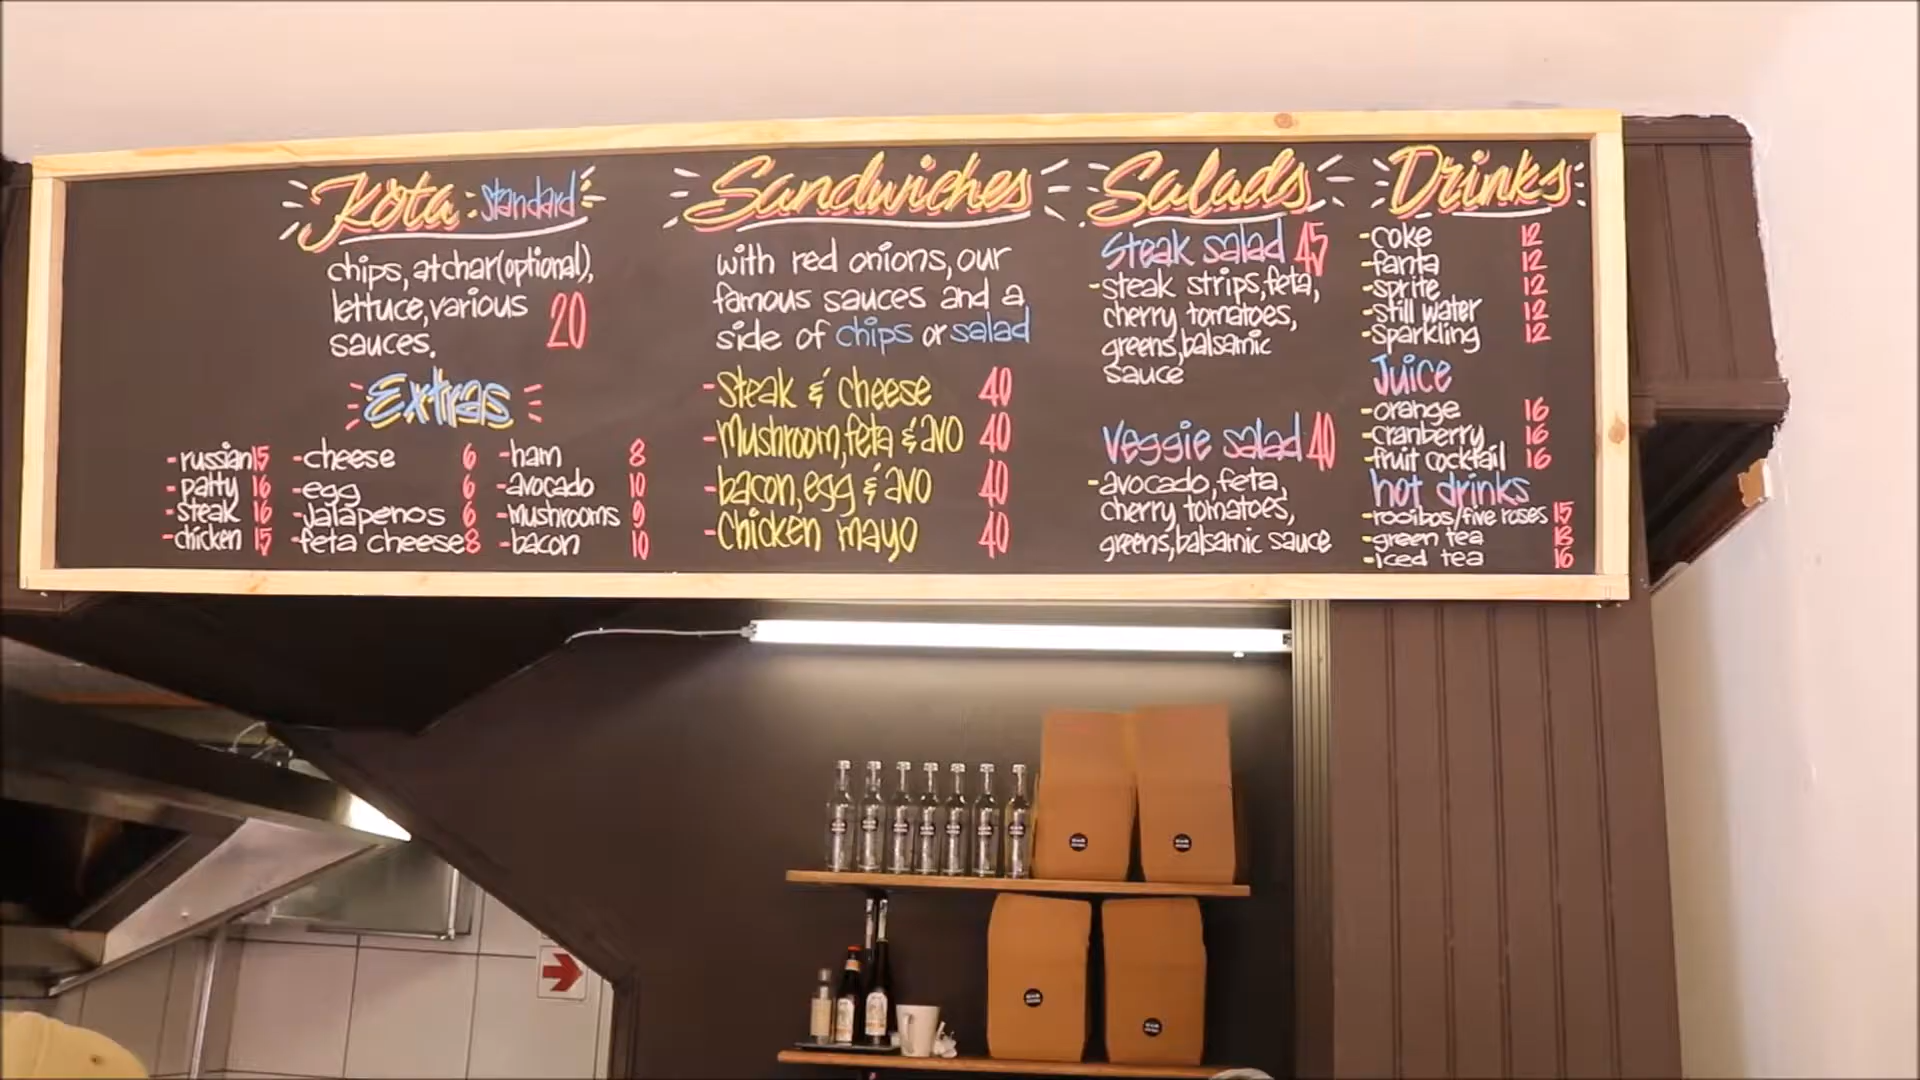 Kota: Standard
chips, atchar(optional),
lettuce, various
sauces. 20
Extras
-russian 15
-patty 16
-steak 16
-chicken 15
-cheese 6
-egg 6
-jalapenos 6
-feta cheese 8
-ham 8
-avocado 10
-mushrooms 9
-bacon 10
Sandwiches
with red onions, our
famous sauces and a
side of chips or salad
-Steak & cheese 40
-Mushroom, feta & avo 40
-bacon, egg & avo 40
-Chicken mayo 40
Salads
Steak salad 45
-steak strips, feta,
cherry tomatoes,
greens, balsamic
sauce
Veggie salad 40
-avocado, feta,
cherry tomatoes,
greens, balsamic sauce
Drinks
-coke 12
-fanta 12
-sprite 12
-still water 12
-sparkling 12
Juice
-orange 16
-cranberry 16
-fruit cocktail 16
hot drinks
-rooibos/five roses 15
-green tea 18
-iced tea 16